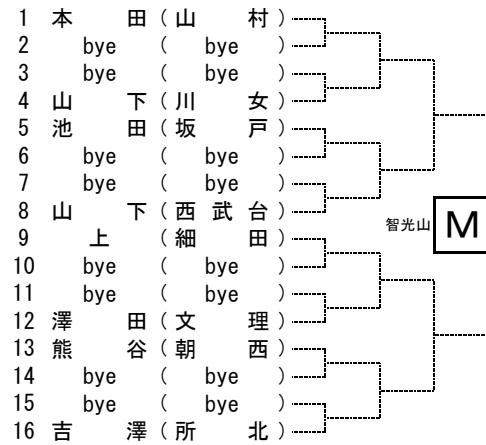 1 本 田 ( 山 村 )
2 bye ( bye )
3 bye ( bye )
4 山 下 ( 川 女 )
5 池 田 ( 坂 戸 )
6 bye ( bye )
7 bye ( bye )
8 山 下 ( 西 武 台 )
智光山 M
9 上 ( 細 田 )
10 bye ( bye )
11 bye ( bye )
12 澤 田 ( 文 理 )
13 熊 谷 ( 朝 西 )
14 bye ( bye )
15 bye ( bye )
16 吉 澤 ( 所 北 )